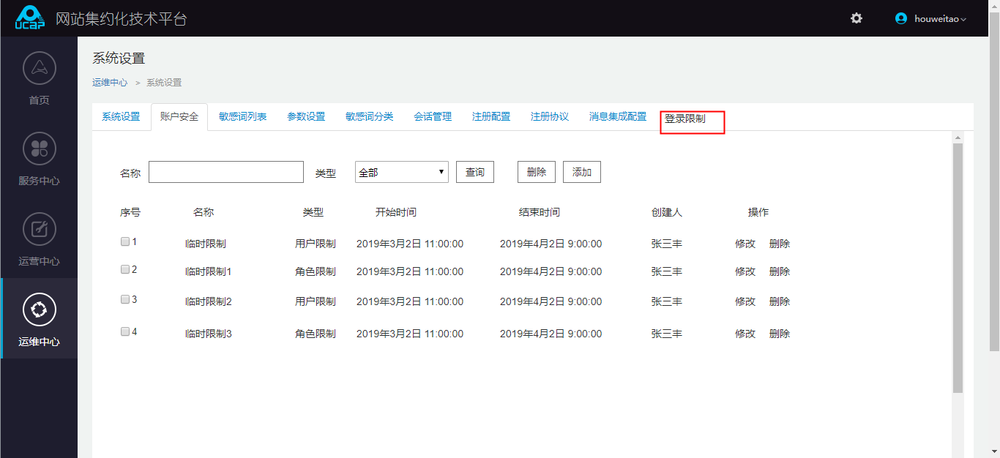 UCAP 网站集约化技术平台 houweitao
首页
服务中心
运营中心
运维中心
系统设置
运维中心 > 系统设置
系统设置 账户安全 敏感词列表 参数设置 敏感词分类 会话管理 注册配置 注册协议 消息集成配置 登录限制
名称 类型 全部 查询 删除 添加
序号 名称 类型 开始时间 结束时间 创建人 操作
1 临时限制 用户限制 2019年3月2日 11:00:00 2019年4月2日 9:00:00 张三丰 修改 删除
2 临时限制1 角色限制 2019年3月2日 11:00:00 2019年4月2日 9:00:00 张三丰 修改 删除
3 临时限制2 用户限制 2019年3月2日 11:00:00 2019年4月2日 9:00:00 张三丰 修改 删除
4 临时限制3 角色限制 2019年3月2日 11:00:00 2019年4月2日 9:00:00 张三丰 修改 删除